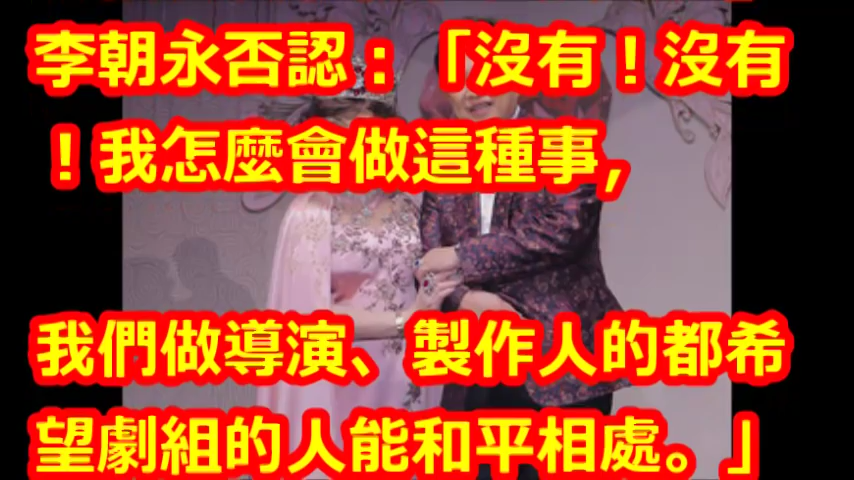 李朝永否認：「沒有！沒有
！我怎麼會做這種事,
我們做導演、製作人的都希
望劇組的人能和平相處。」